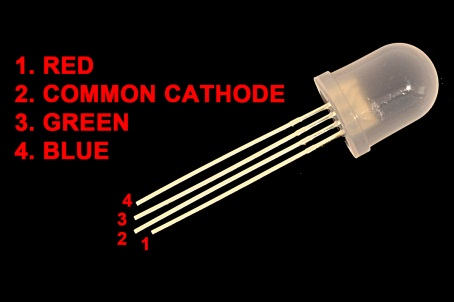 1. RED
2. COMMON CATHODE
3. GREEN
4. BLUE
4
3
2
1